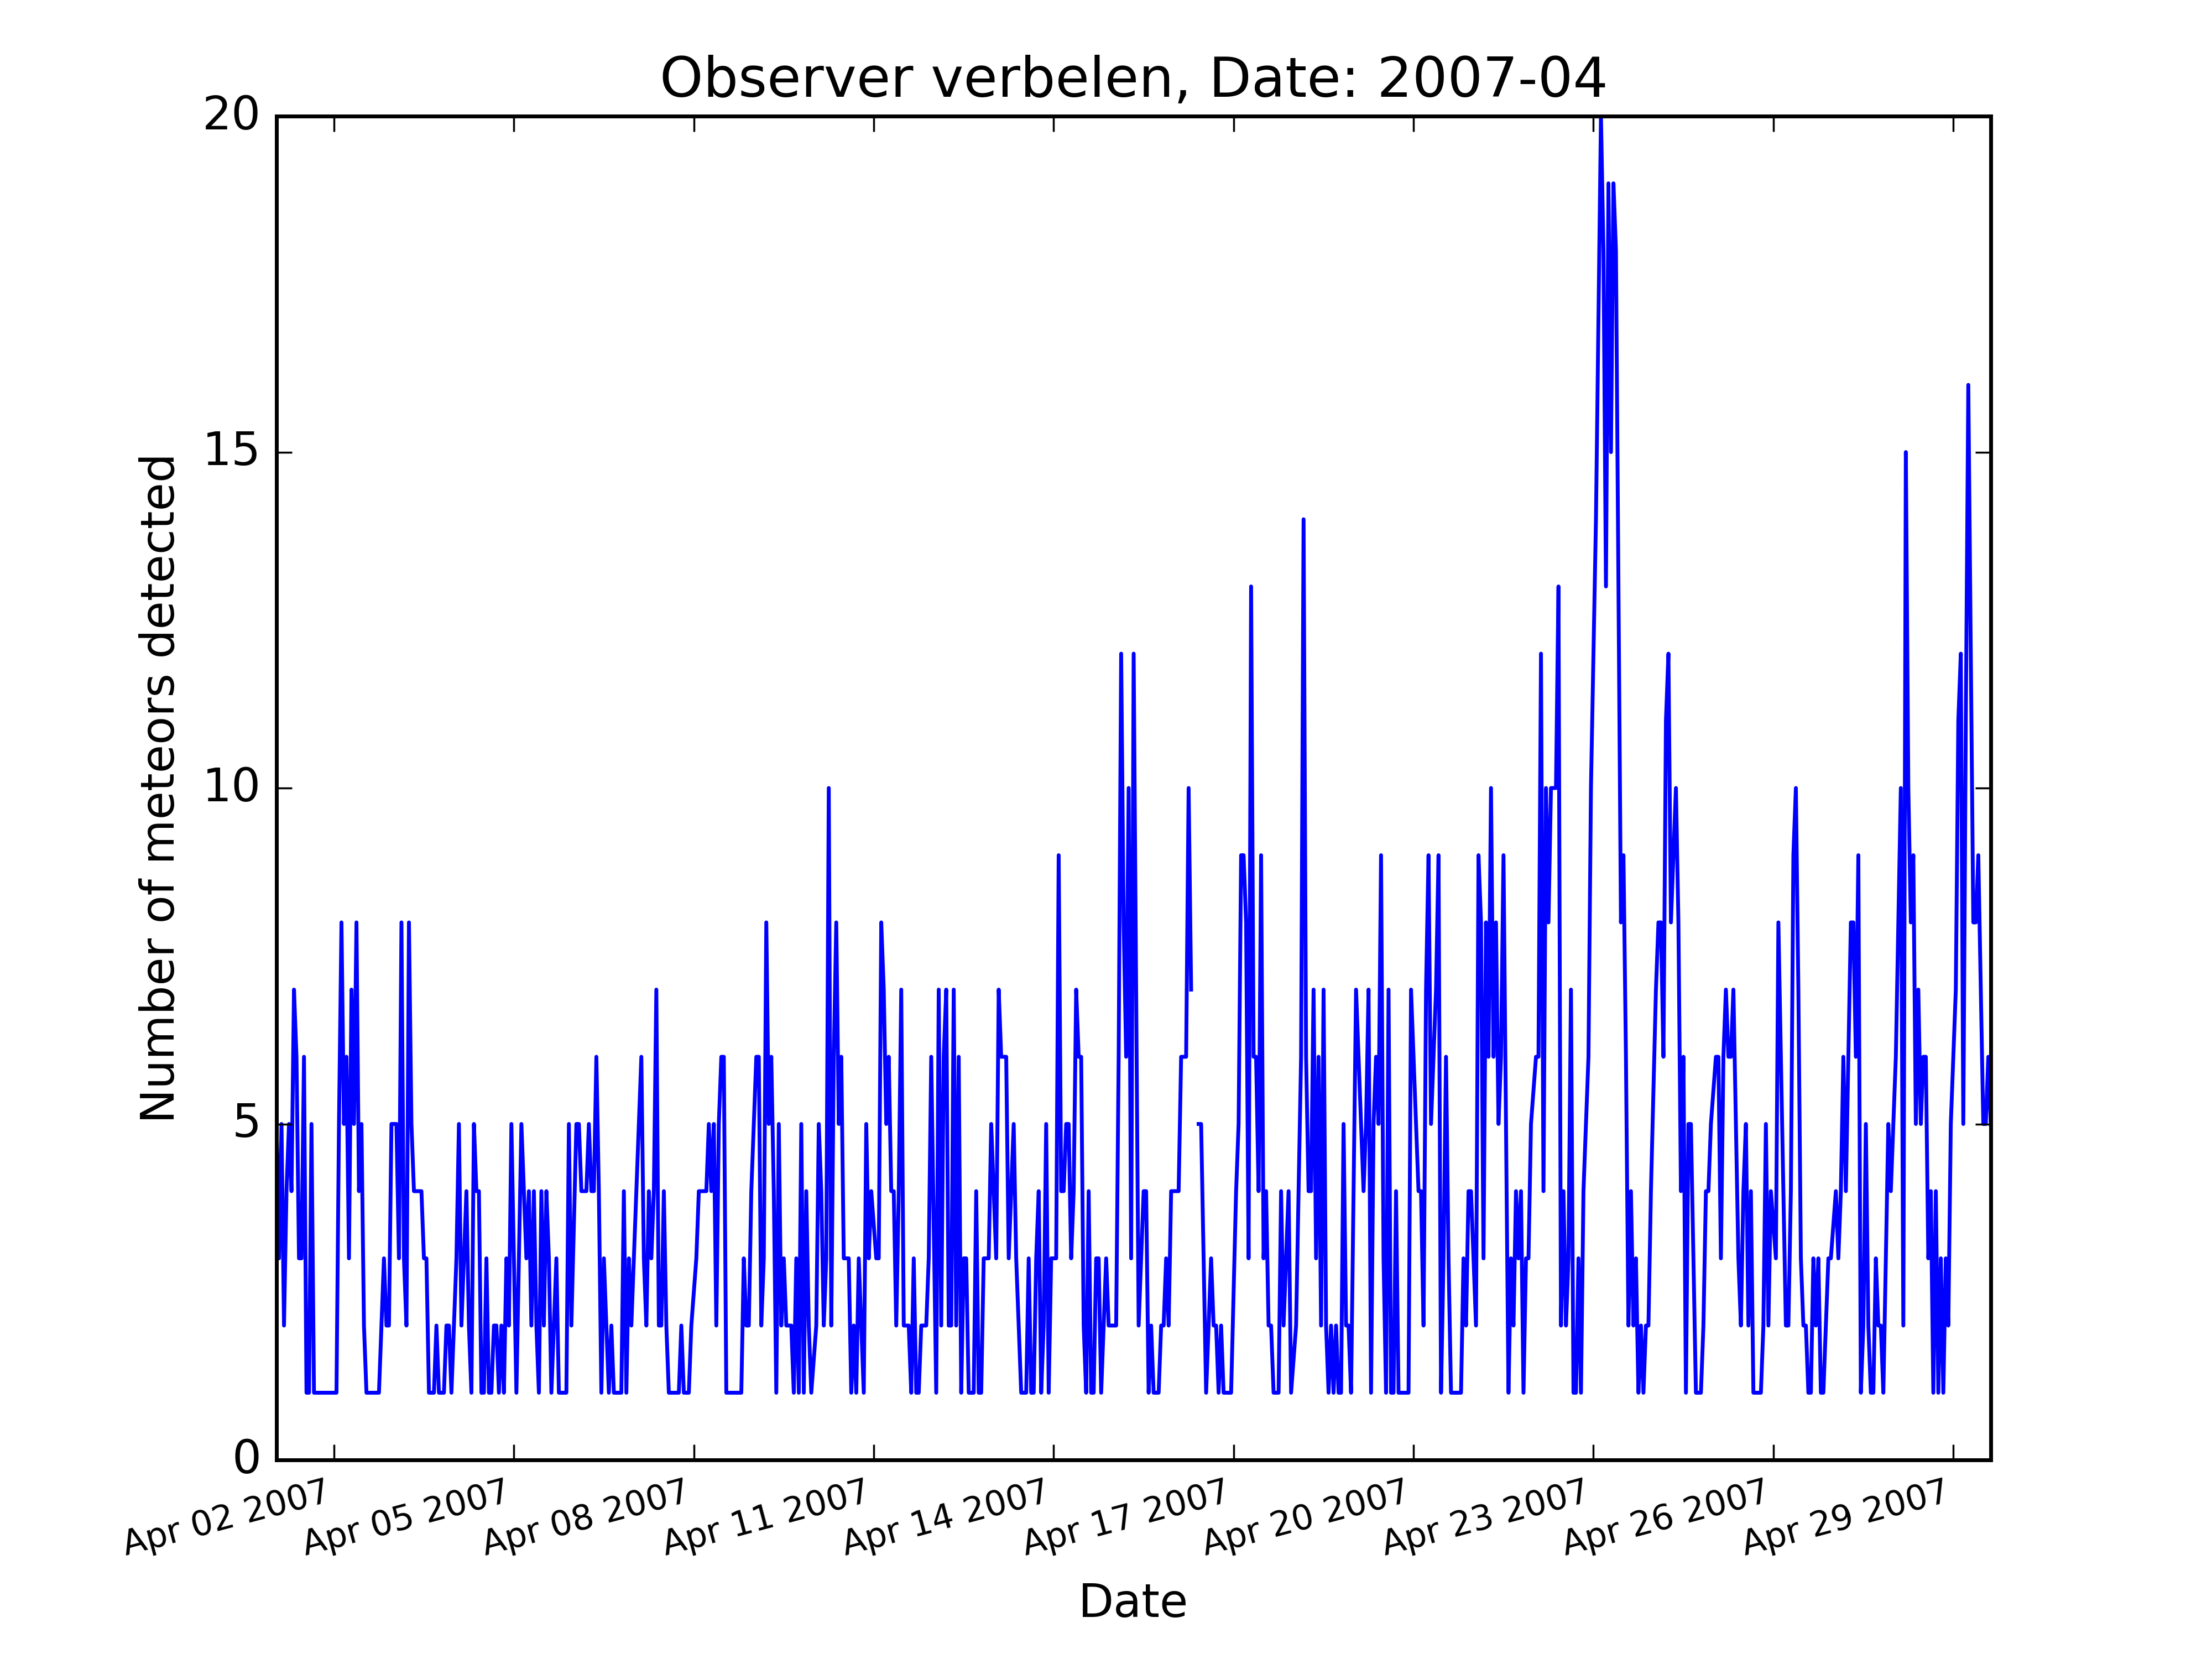 Observer verbelen, Date: 2007-04
Number of meteors detected
20
15
10
5
0
Apr 02 2007
Apr 05 2007
Apr 08 2007
Apr 11 2007
Apr 14 2007
Apr 17 2007
Apr 20 2007
Apr 23 2007
Apr 26 2007
Apr 29 2007
Date